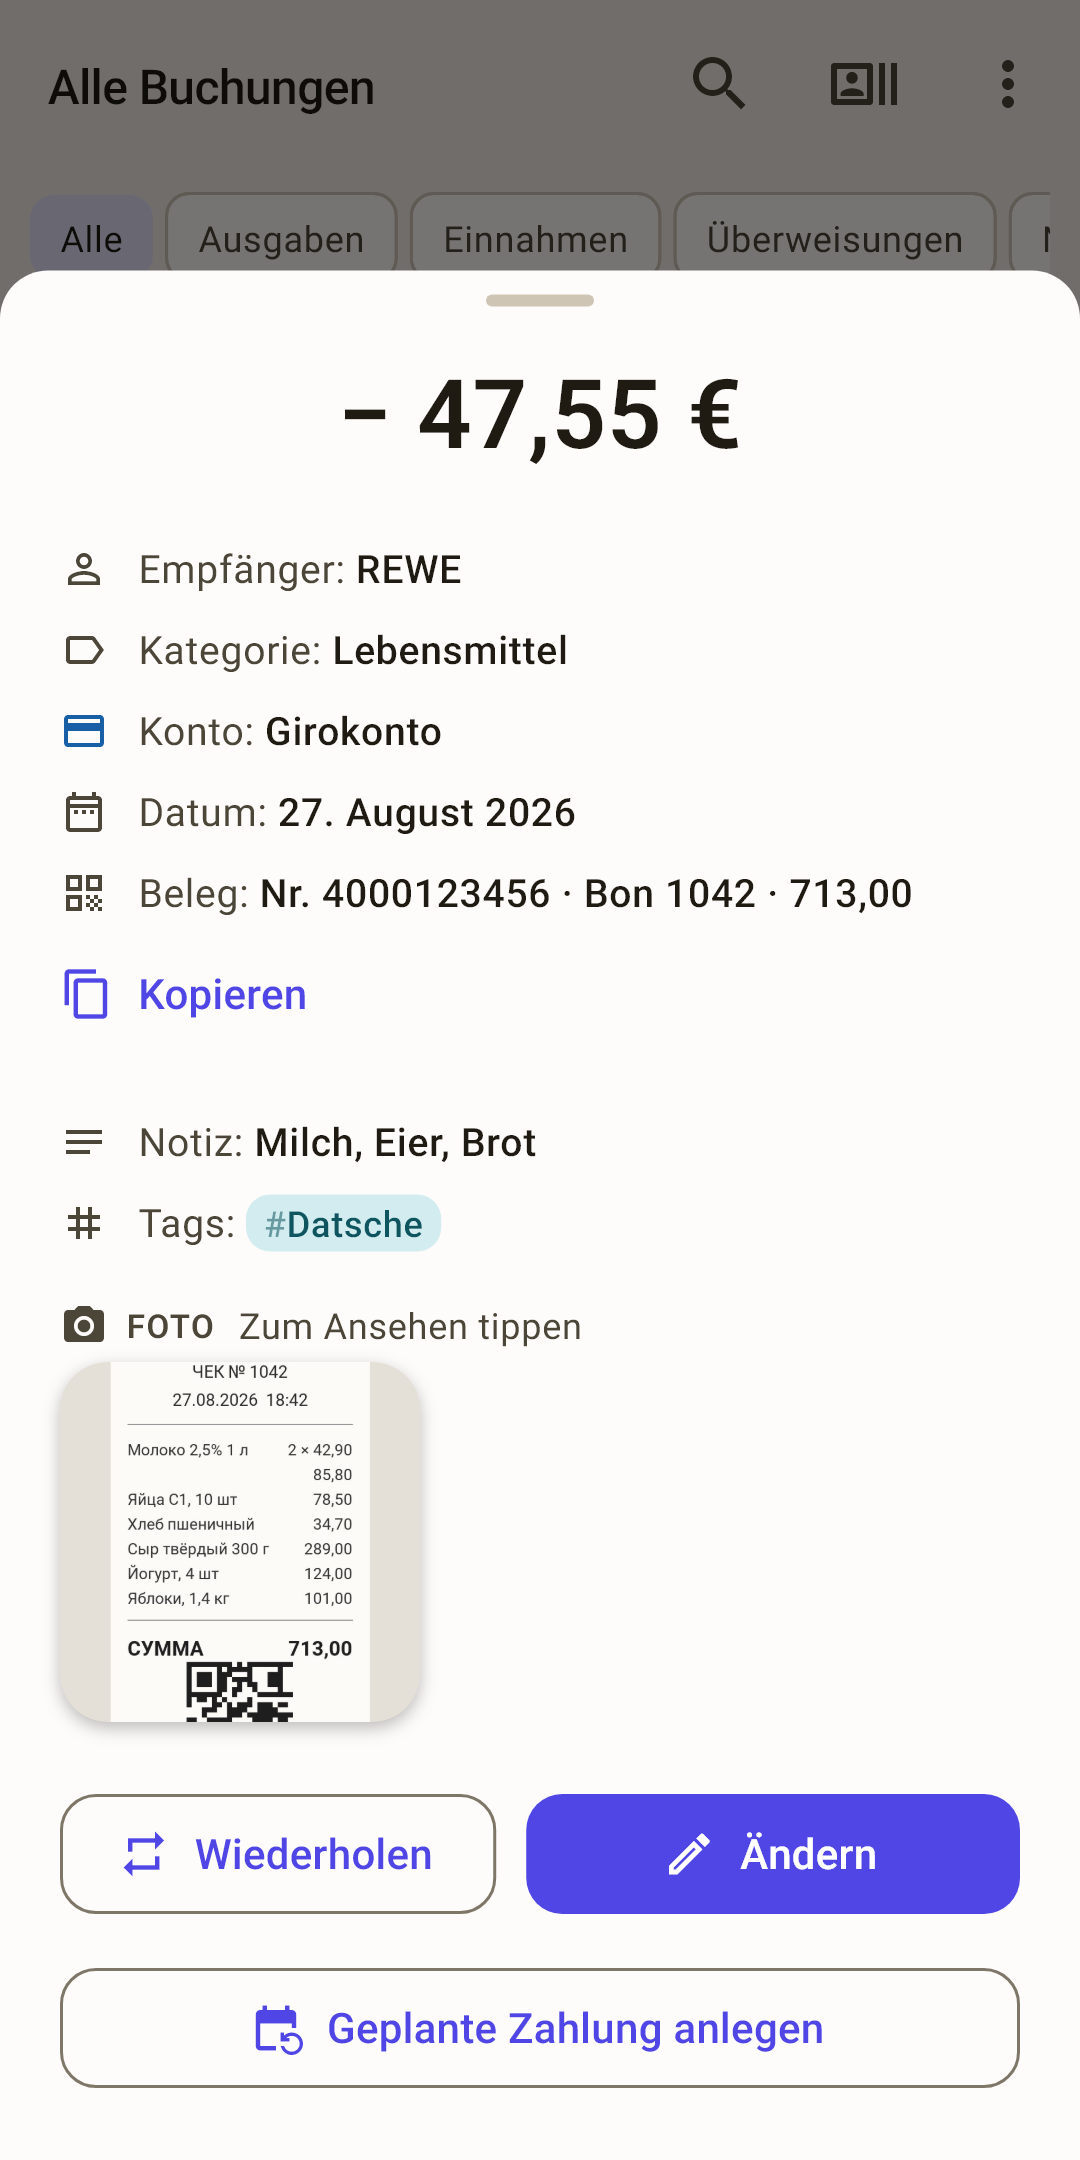 Alle Buchungen
Alle
Ausgaben
Einnahmen
Überweisungen
− 47,55 €
Empfänger: REWE
Kategorie: Lebensmittel
Konto: Girokonto
Datum: 27. August 2026
Beleg: Nr. 4000123456 · Bon 1042 · 713,00
Kopieren
Notiz: Milch, Eier, Brot
Tags: #Datsche
FOTO Zum Ansehen tippen
ЧЕК № 1042
27.08.2026 18:42
Молоко 2,5% 1 л 2 × 42,90
85,80
Яйца С1, 10 шт 78,50
Хлеб пшеничный 34,70
Сыр твёрдый 300 г 289,00
Йогурт, 4 шт 124,00
Яблоки, 1,4 кг 101,00
СУММА 713,00
Wiederholen
Ändern
Geplante Zahlung anlegen